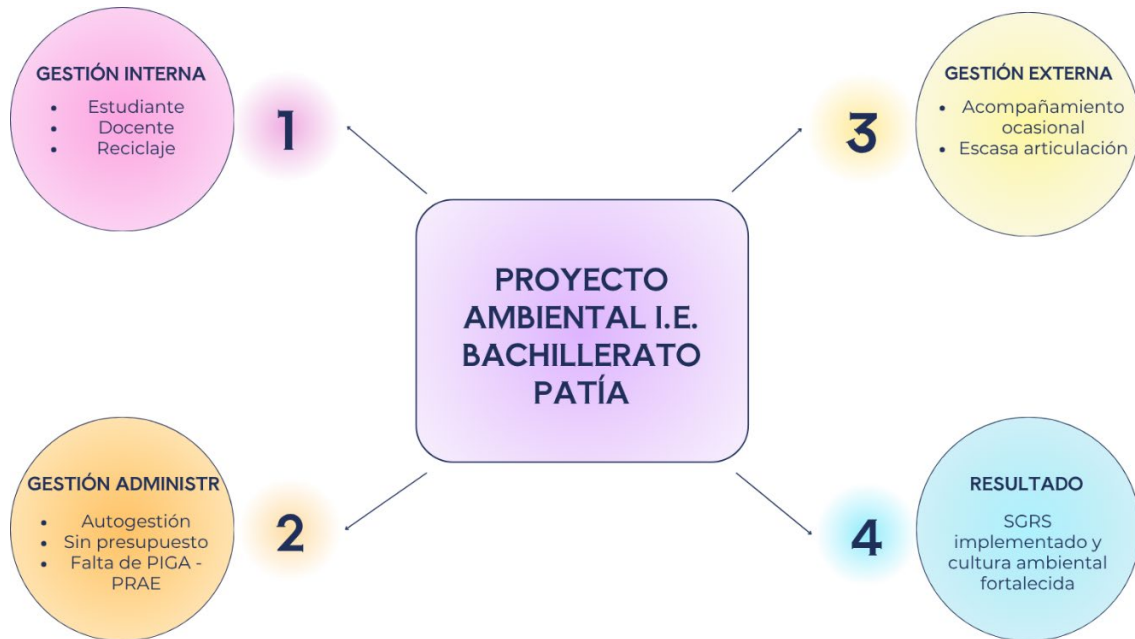 GESTIÓN INTERNA
• Estudiante
• Docente
• Reciclaje
1
GESTIÓN ADMINISTR
• Autogestión
• Sin presupuesto
• Falta de PIGA -
PRAE
2
PROYECTO
AMBIENTAL I.E.
BACHILLERATO
PATÍA
3
GESTIÓN EXTERNA
• Acompañamiento
ocasional
• Escasa articulación
4
RESULTADO
SGRS
implementado y
cultura ambiental
fortalecida